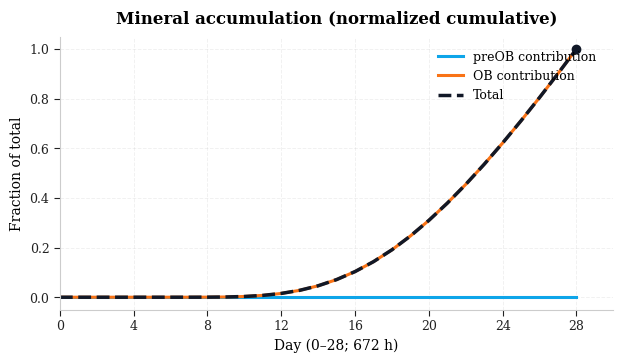 Mineral accumulation (normalized cumulative)
preOB contribution
OB contribution
Total
Fraction of total
1.0
0.8
0.6
0.4
0.2
0.0
0 4 8 12 16 20 24 28
Day (0–28; 672 h)